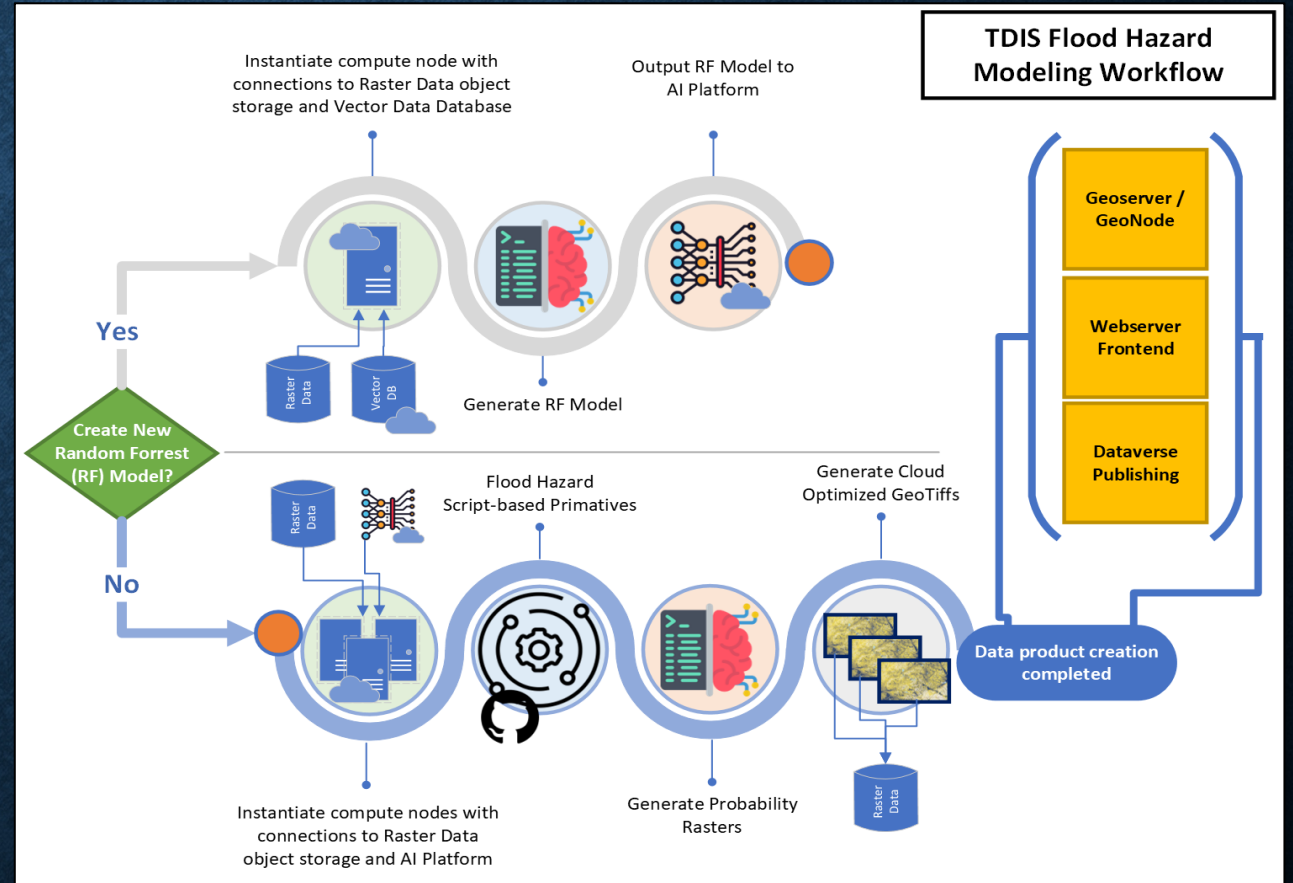 TDIS Flood Hazard
Modeling Workflow
Instantiate compute node with
connections to Raster Data object
storage and Vector Data Database
Output RF Model to
AI Platform
Geoserver /
GeoNode
Webserver
Frontend
Dataverse
Publishing
Yes
Raster
Data
Vector
DB
Generate RF Model
Create New
Random Forrest
(RF) Model?
No
Raster
Data
Flood Hazard
Script-based Primatives
Generate Cloud
Optimized GeoTiffs
Data product creation
completed
Instantiate compute nodes with
connections to Raster Data
object storage and AI Platform
Generate Probability
Rasters
Raster
Data